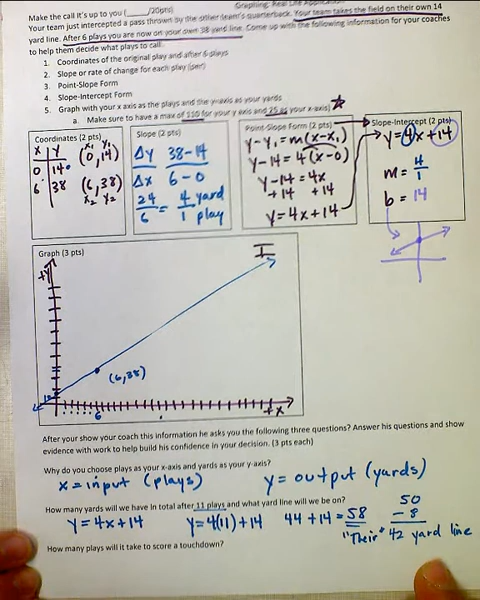 Graphing: Real Life Application
Make the call it's up to you (____/20pts)
Your team just intercepted a pass thrown by the other team's quarterback. Your team takes the field on their own 14
yard line. After 6 plays you are now on your own 38 yard line. Come up with the following information for your coaches
to help them decide what plays to call.
1. Coordinates of the original play and after 6 plays
2. Slope or rate of change for each play (per)
3. Point-Slope Form
4. Slope-Intercept Form
5. Graph with your x axis as the plays and the y-axis as your yards
a. Make sure to have a max of 110 for your y axis and 25 as your x-axis)
Coordinates (2 pts)
X Y
x₁ y₁
0 14
(0,14)
6 38
(6,38)
x₂ y₂
Slope (2 pts)
Δy 38-14
Δx 6-0
24 = 4 yard
6 1 play
Point-Slope Form (2 pts)
y-y₁=m(x-x₁)
y-14=4(x-0)
y-14=4x
+14 +14
y=4x+14
Slope-Intercept (2 pts)
y=4x+14
m=4/1
b=14
Graph (3 pts)
I
+y
(6,38)
6
+x
After your show your coach this information he asks you the following three questions? Answer his questions and show
evidence with work to help build his confidence in your decision. (3 pts each)
Why do you choose plays as your x-axis and yards as your y-axis?
x=input (plays) y=output (yards)
How many yards will we have in total after 11 plays and what yard line will we be on?
y=4x+14 y=4(11)+14 44+14=58
50
-8
"Their" 42 yard line
How many plays will it take to score a touchdown?